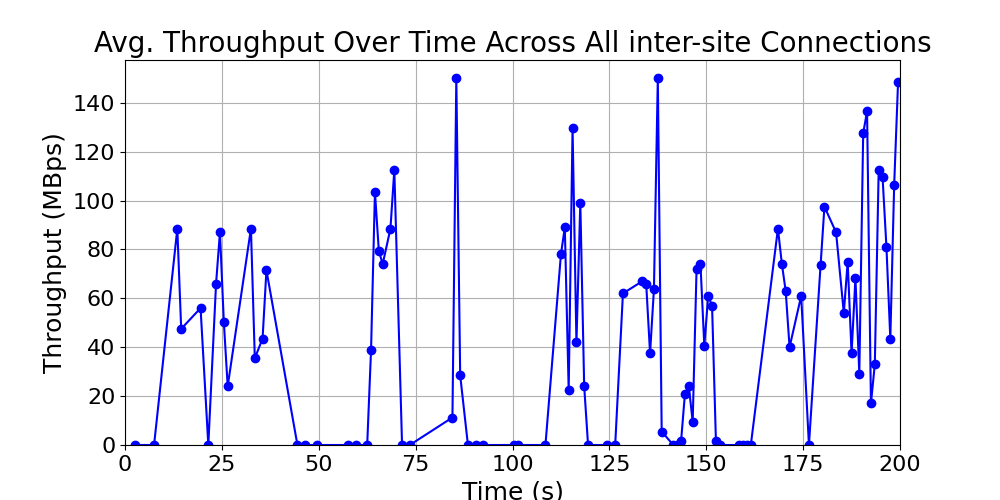 Avg. Throughput Over Time Across All inter-site Connections
Throughput (MBps)
140
120
100
80
60
40
20
0
0 25 50 75 100 125 150 175 200
Time (s)